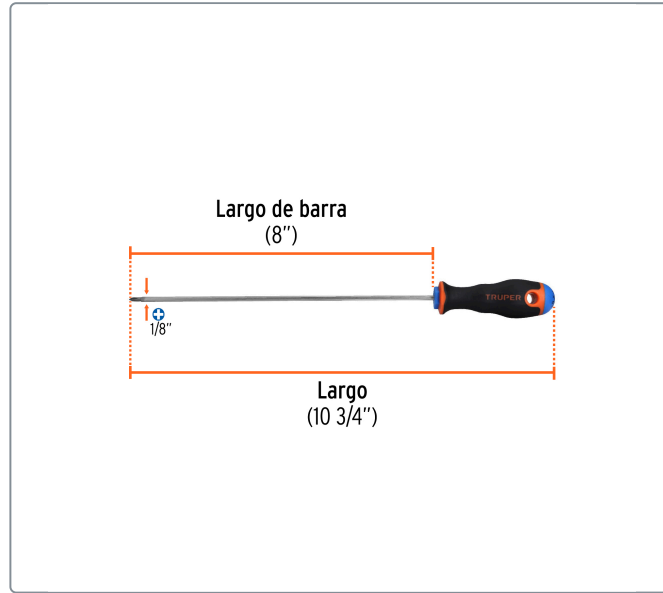 Largo de barra
(8”)
TRUPER
1/8”
Largo
(10 3/4”)